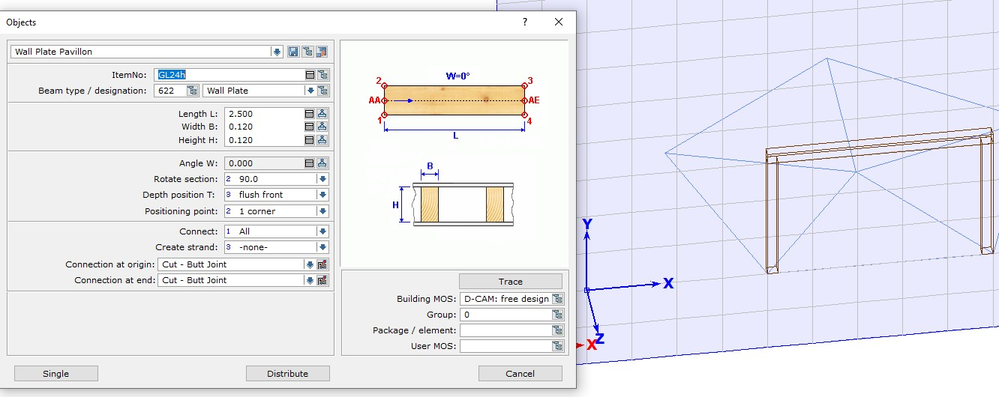 Objects
?
Wall Plate Pavillon
ItemNo: GL24h
Beam type / designation: 622 Wall Plate
Length L: 2.500
Width B: 0.120
Height H: 0.120
Angle W: 0.000
Rotate section: 2 90.0
Depth position T: 3 flush front
Positioning point: 2 1 corner
Connect: 1 All
Create strand: 3 -none-
Connection at origin: Cut - Butt Joint
Connection at end: Cut - Butt Joint
W=0°
2 3
AA AE
1 4
L
B
H
Trace
Building MOS: D-CAM: free design
Group: 0
Package / element:
User MOS:
Single Distribute Cancel
Y
X
Z
X